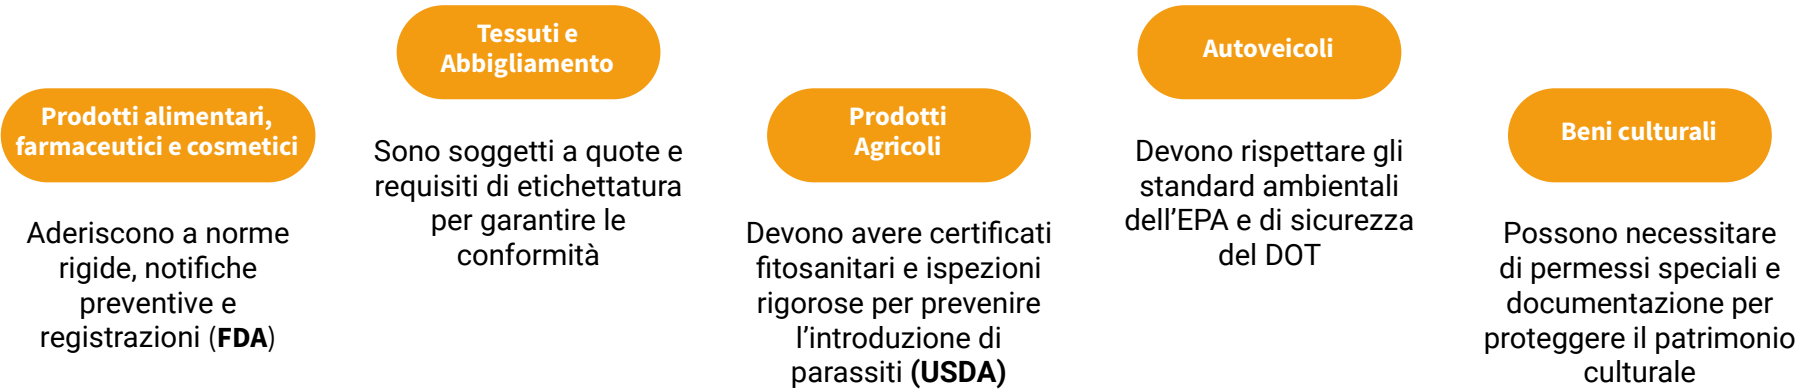 Prodotti alimentari,
farmaceutici e cosmetici
Aderiscono a norme
rigide, notifiche
preventive e
registrazioni (FDA)
Tessuti e
Abbigliamento
Sono soggetti a quote e
requisiti di etichettatura
per garantire le
conformità
Prodotti
Agricoli
Devono avere certificati
fitosanitari e ispezioni
rigorose per prevenire
l’introduzione di
parassiti (USDA)
Autoveicoli
Devono rispettare gli
standard ambientali
dell’EPA e di sicurezza
del DOT
Beni culturali
Possono necessitare
di permessi speciali e
documentazione per
proteggere il patrimonio
culturale